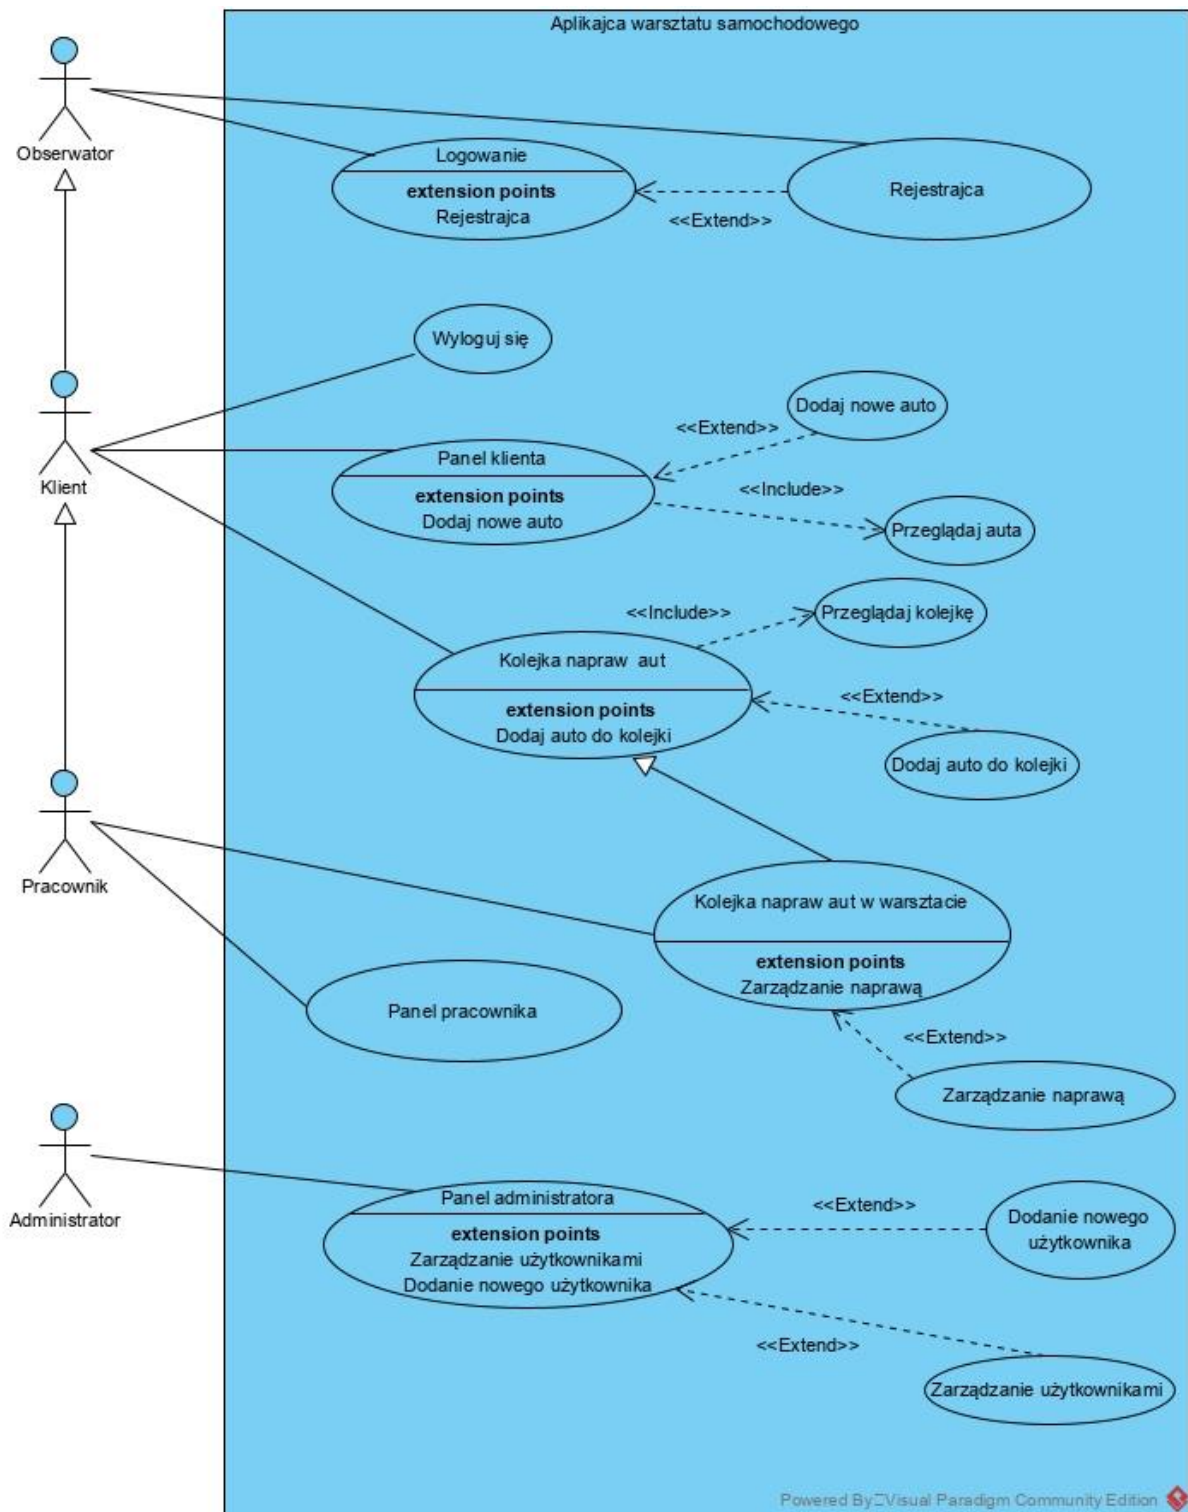 Aplikajca warsztatu samochodowego
Obserwator
Logowanie
extension points
Rejestrajca
<<Extend>>
Rejestrajca
Wyloguj się
Klient
Panel klienta
extension points
Dodaj nowe auto
<<Extend>>
Dodaj nowe auto
<<Include>>
Przeglądaj auta
<<Include>>
Przeglądaj kolejkę
Kolejka napraw aut
extension points
Dodaj auto do kolejki
<<Extend>>
Dodaj auto do kolejki
Pracownik
Kolejka napraw aut w warsztacie
extension points
Zarządzanie naprawą
Panel pracownika
<<Extend>>
Zarządzanie naprawą
Administrator
Panel administratora
extension points
Zarządzanie użytkownikami
Dodanie nowego użytkownika
<<Extend>>
Dodanie nowego
użytkownika
<<Extend>>
Zarządzanie użytkownikami
Powered By Visual Paradigm Community Edition